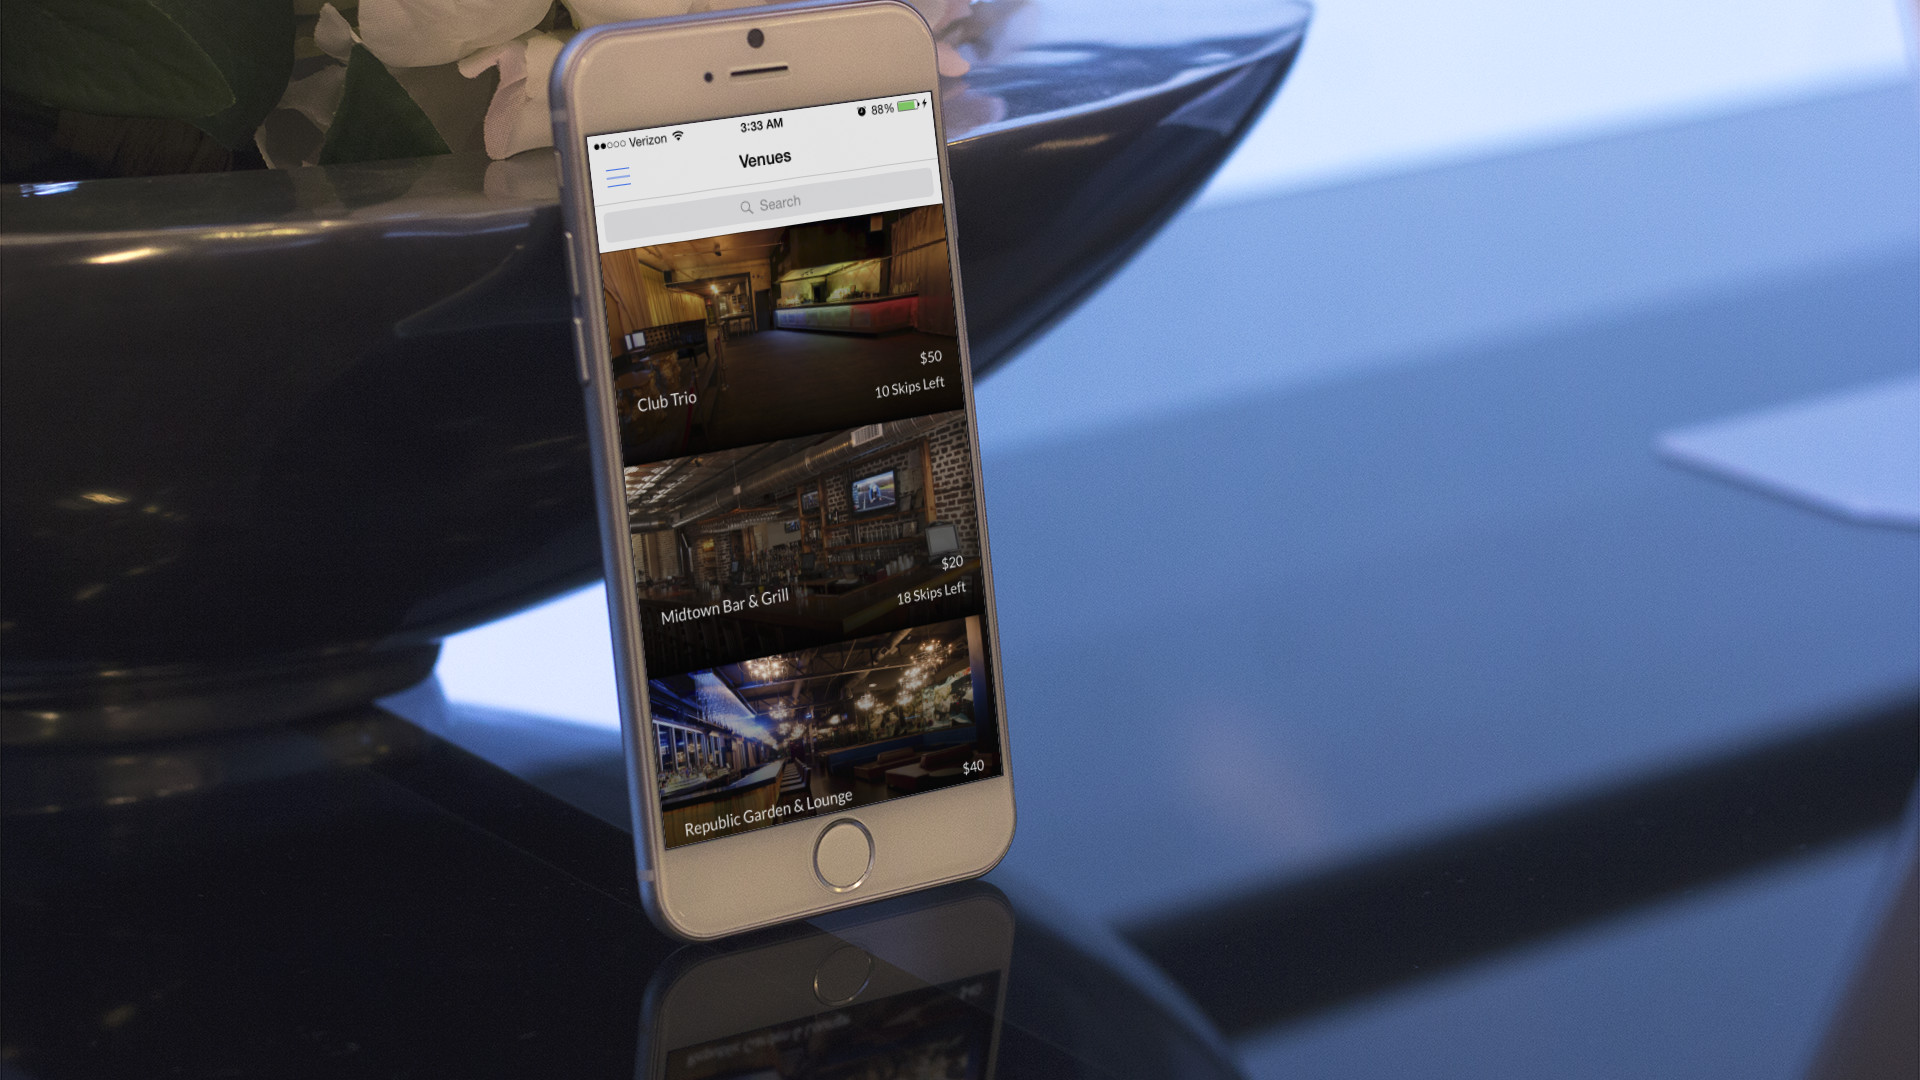 Verizon
3:33 AM
88%
Venues
Search
$50
10 Skips Left
Club Trio
$20
18 Skips Left
Midtown Bar & Grill
$40
Republic Garden & Lounge